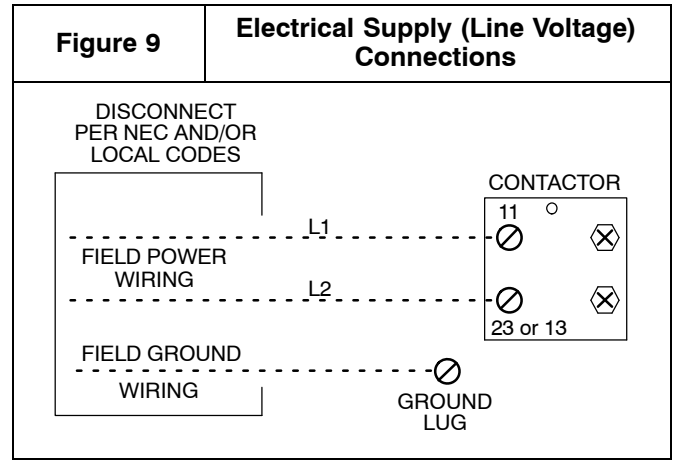 Figure 9
Electrical Supply (Line Voltage)
Connections
DISCONNECT
PER NEC AND/OR
LOCAL CODES
CONTACTOR
11
L1
FIELD POWER
WIRING
L2
23 or 13
FIELD GROUND
WIRING
GROUND
LUG